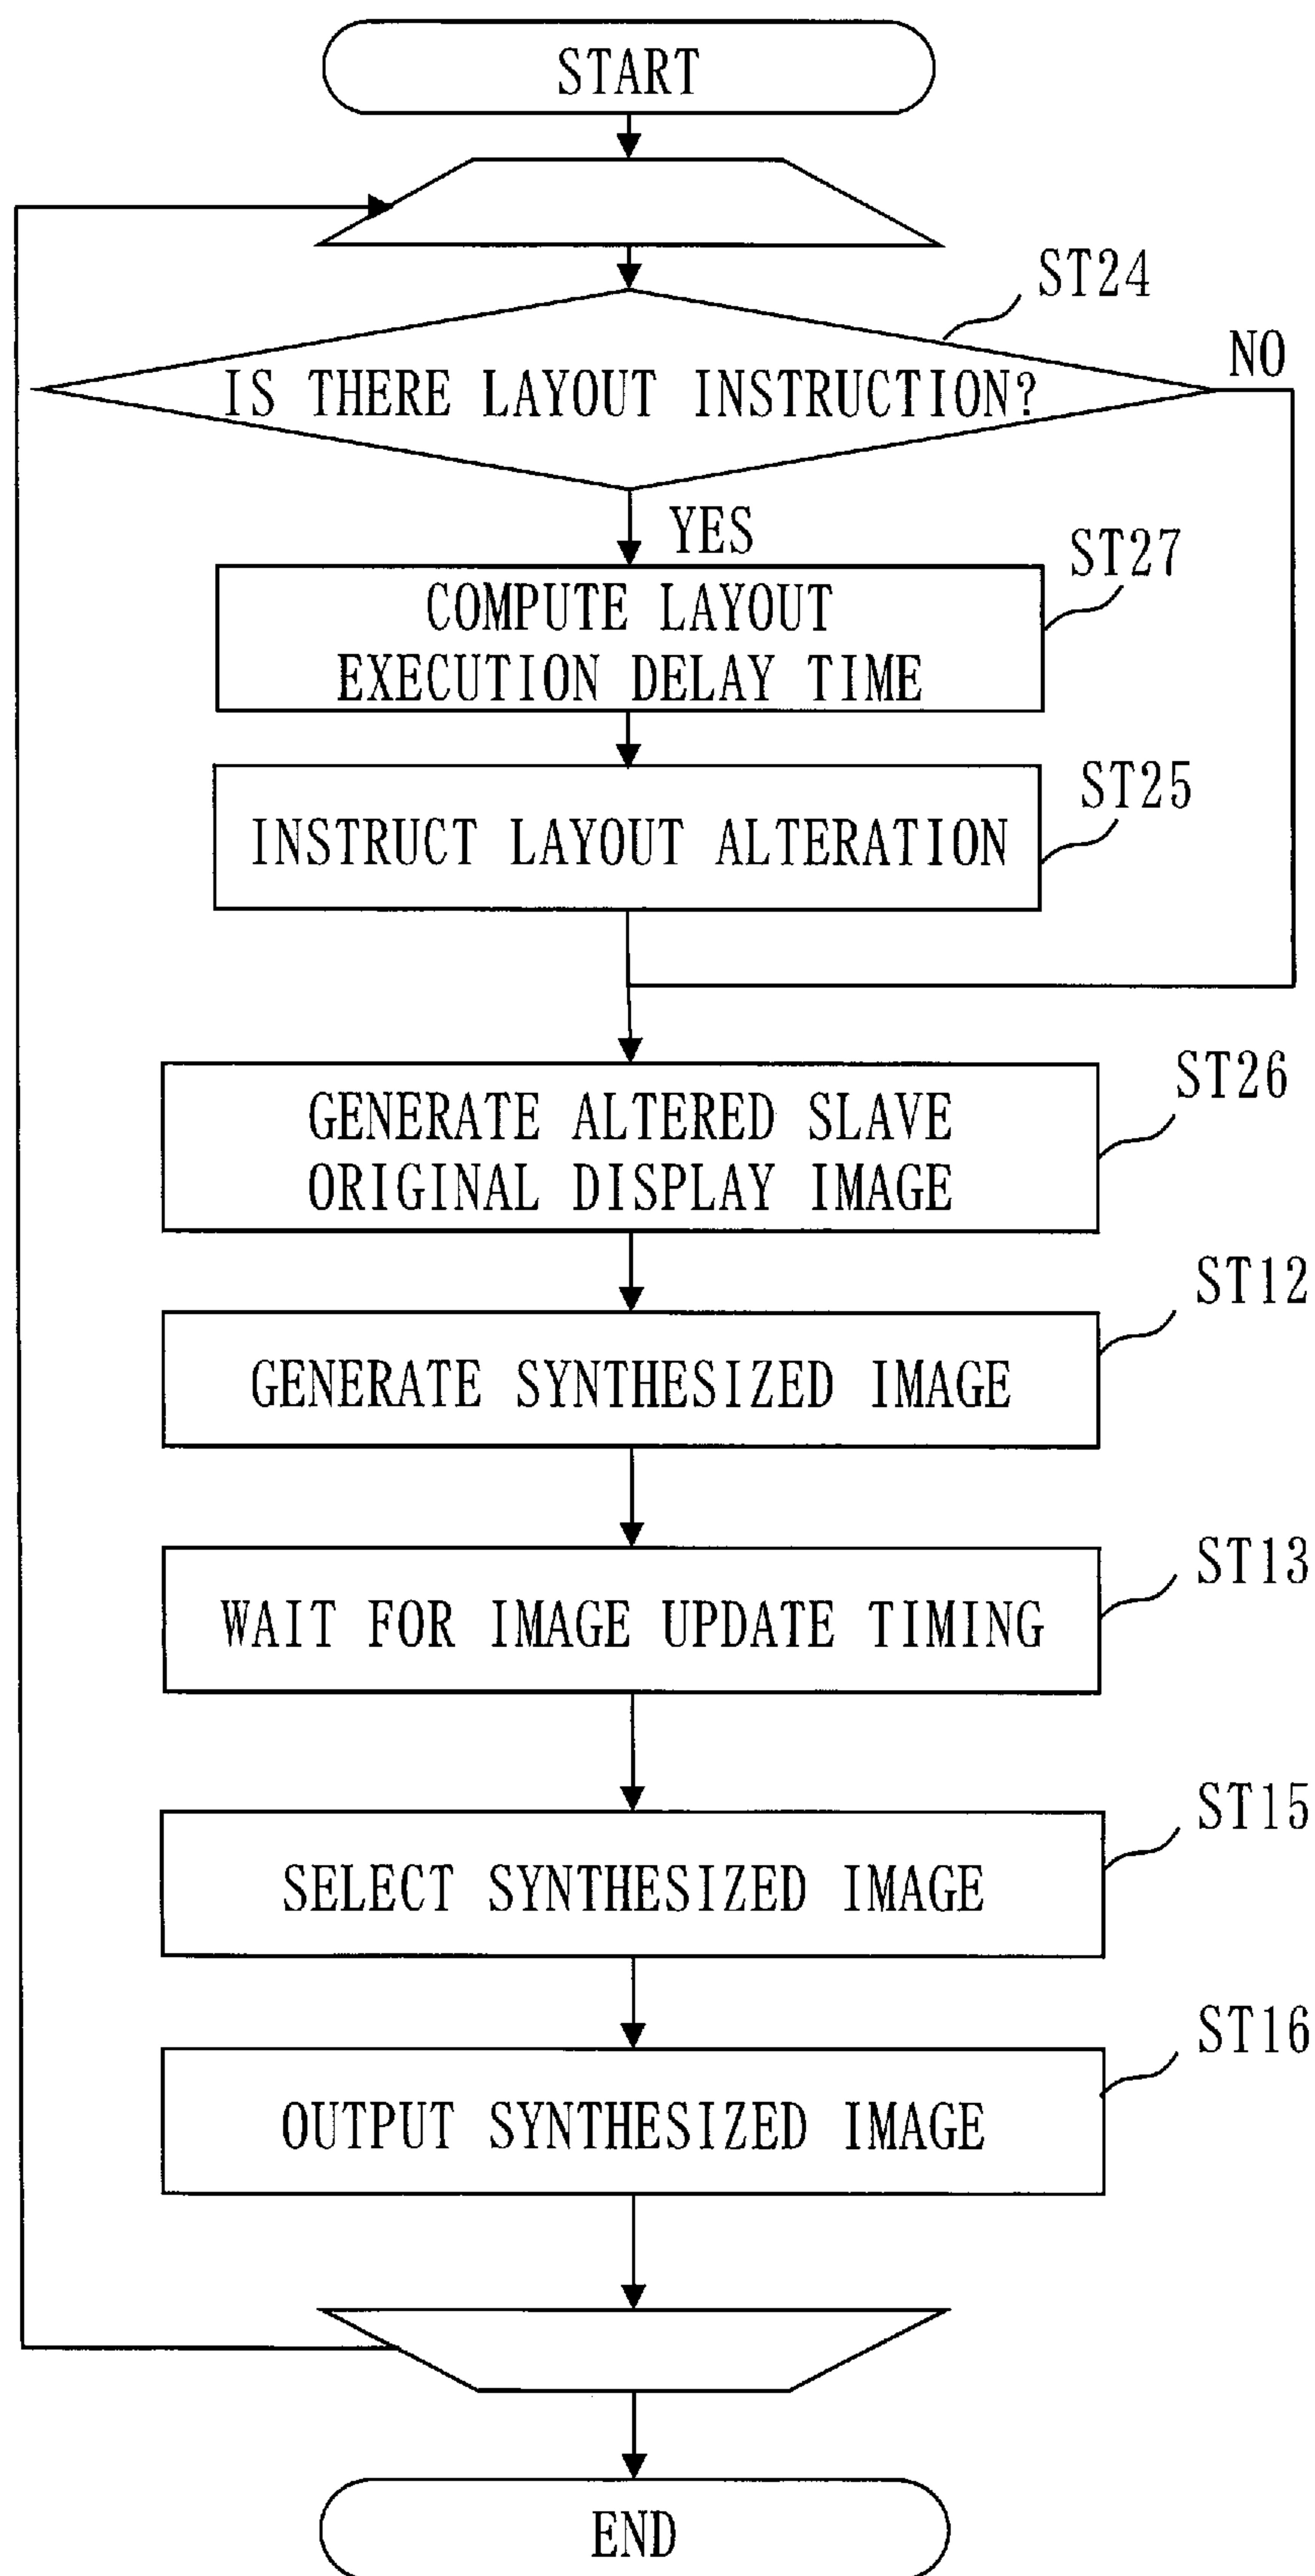 START
ST24
NO
IS THERE LAYOUT INSTRUCTION?
YES
ST27
COMPUTE LAYOUT
EXECUTION DELAY TIME
ST25
INSTRUCT LAYOUT ALTERATION
ST26
GENERATE ALTERED SLAVE
ORIGINAL DISPLAY IMAGE
ST12
GENERATE SYNTHESIZED IMAGE
ST13
WAIT FOR IMAGE UPDATE TIMING
ST15
SELECT SYNTHESIZED IMAGE
ST16
OUTPUT SYNTHESIZED IMAGE
END